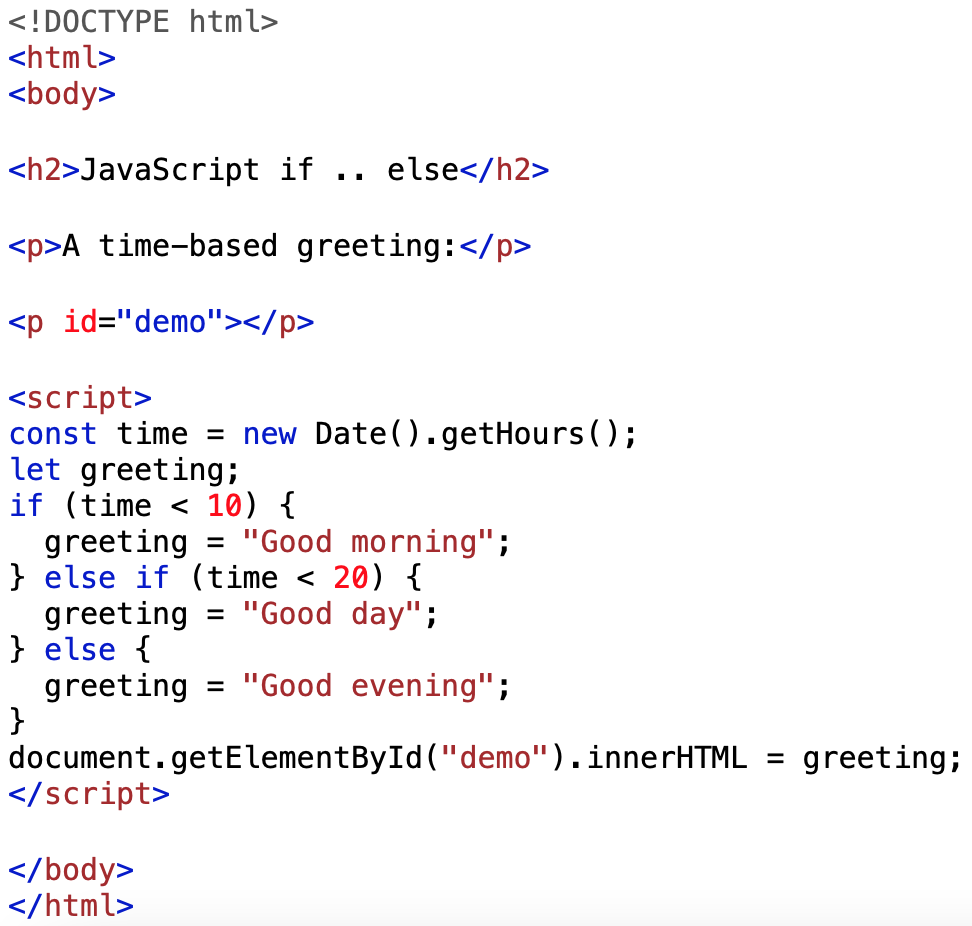 <!DOCTYPE html>
<html>
<body>
<h2>JavaScript if .. else</h2>
<p>A time-based greeting:</p>
<p id="demo"></p>
<script>
const time = new Date().getHours();
let greeting;
if (time < 10) {
  greeting = "Good morning";
} else if (time < 20) {
  greeting = "Good day";
} else {
  greeting = "Good evening";
}
document.getElementById("demo").innerHTML = greeting;
</script>
</body>
</html>